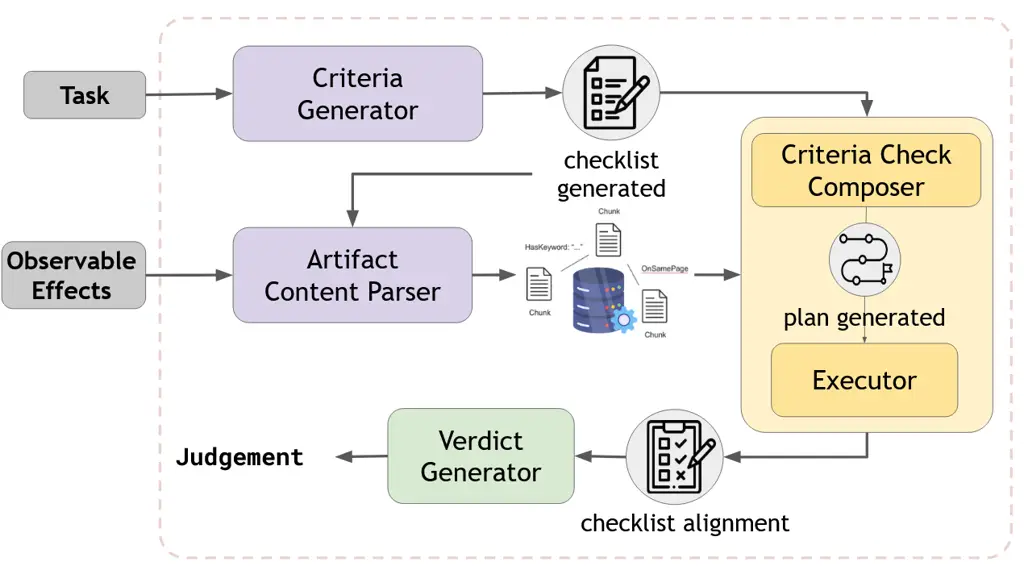 Task
Criteria
Generator
checklist
generated
Criteria Check
Composer
Observable
Effects
Artifact
Content Parser
Chunk
HasKeyword: "..."
OnSamePage
Chunk
Chunk
plan generated
Executor
Judgement
Verdict
Generator
checklist alignment